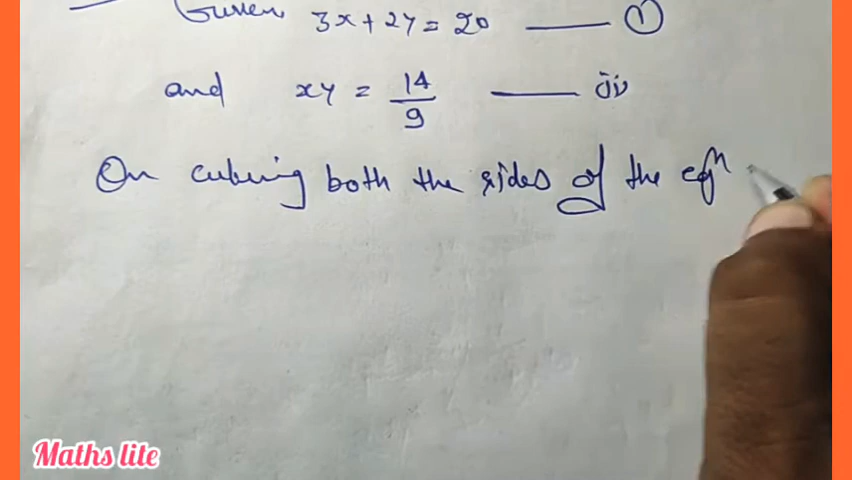 Given 3x + 2y = 20 —— ①
and xy = 14/9 —— ii
On cubing both the sides of the eqⁿ
Maths lite